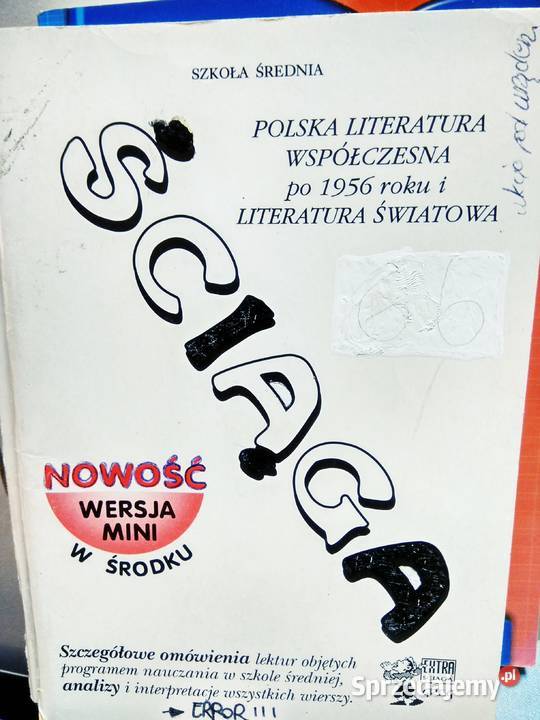 SZKOŁA ŚREDNIA
POLSKA LITERATURA
WSPÓŁCZESNA
po 1956 roku i
LITERATURA ŚWIATOWA
ŚCIĄGA
NOWOŚĆ
WERSJA
MINI
W ŚRODKU
Szczegółowe omówienia lektur objętych
programem nauczania w szkole średniej,
analizy i interpretacje wszystkich wierszy.
→ ERROR !!!
EXTRA
Sprzedajemy.pl